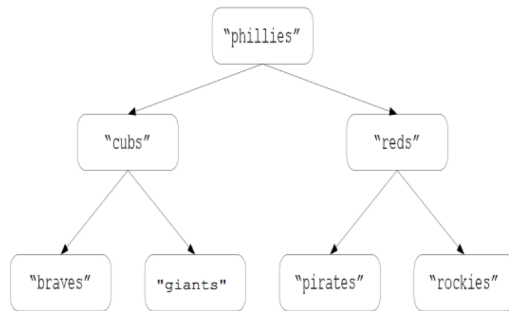 “phillies”
“cubs” “reds”
“braves” "giants" “pirates” “rockies”